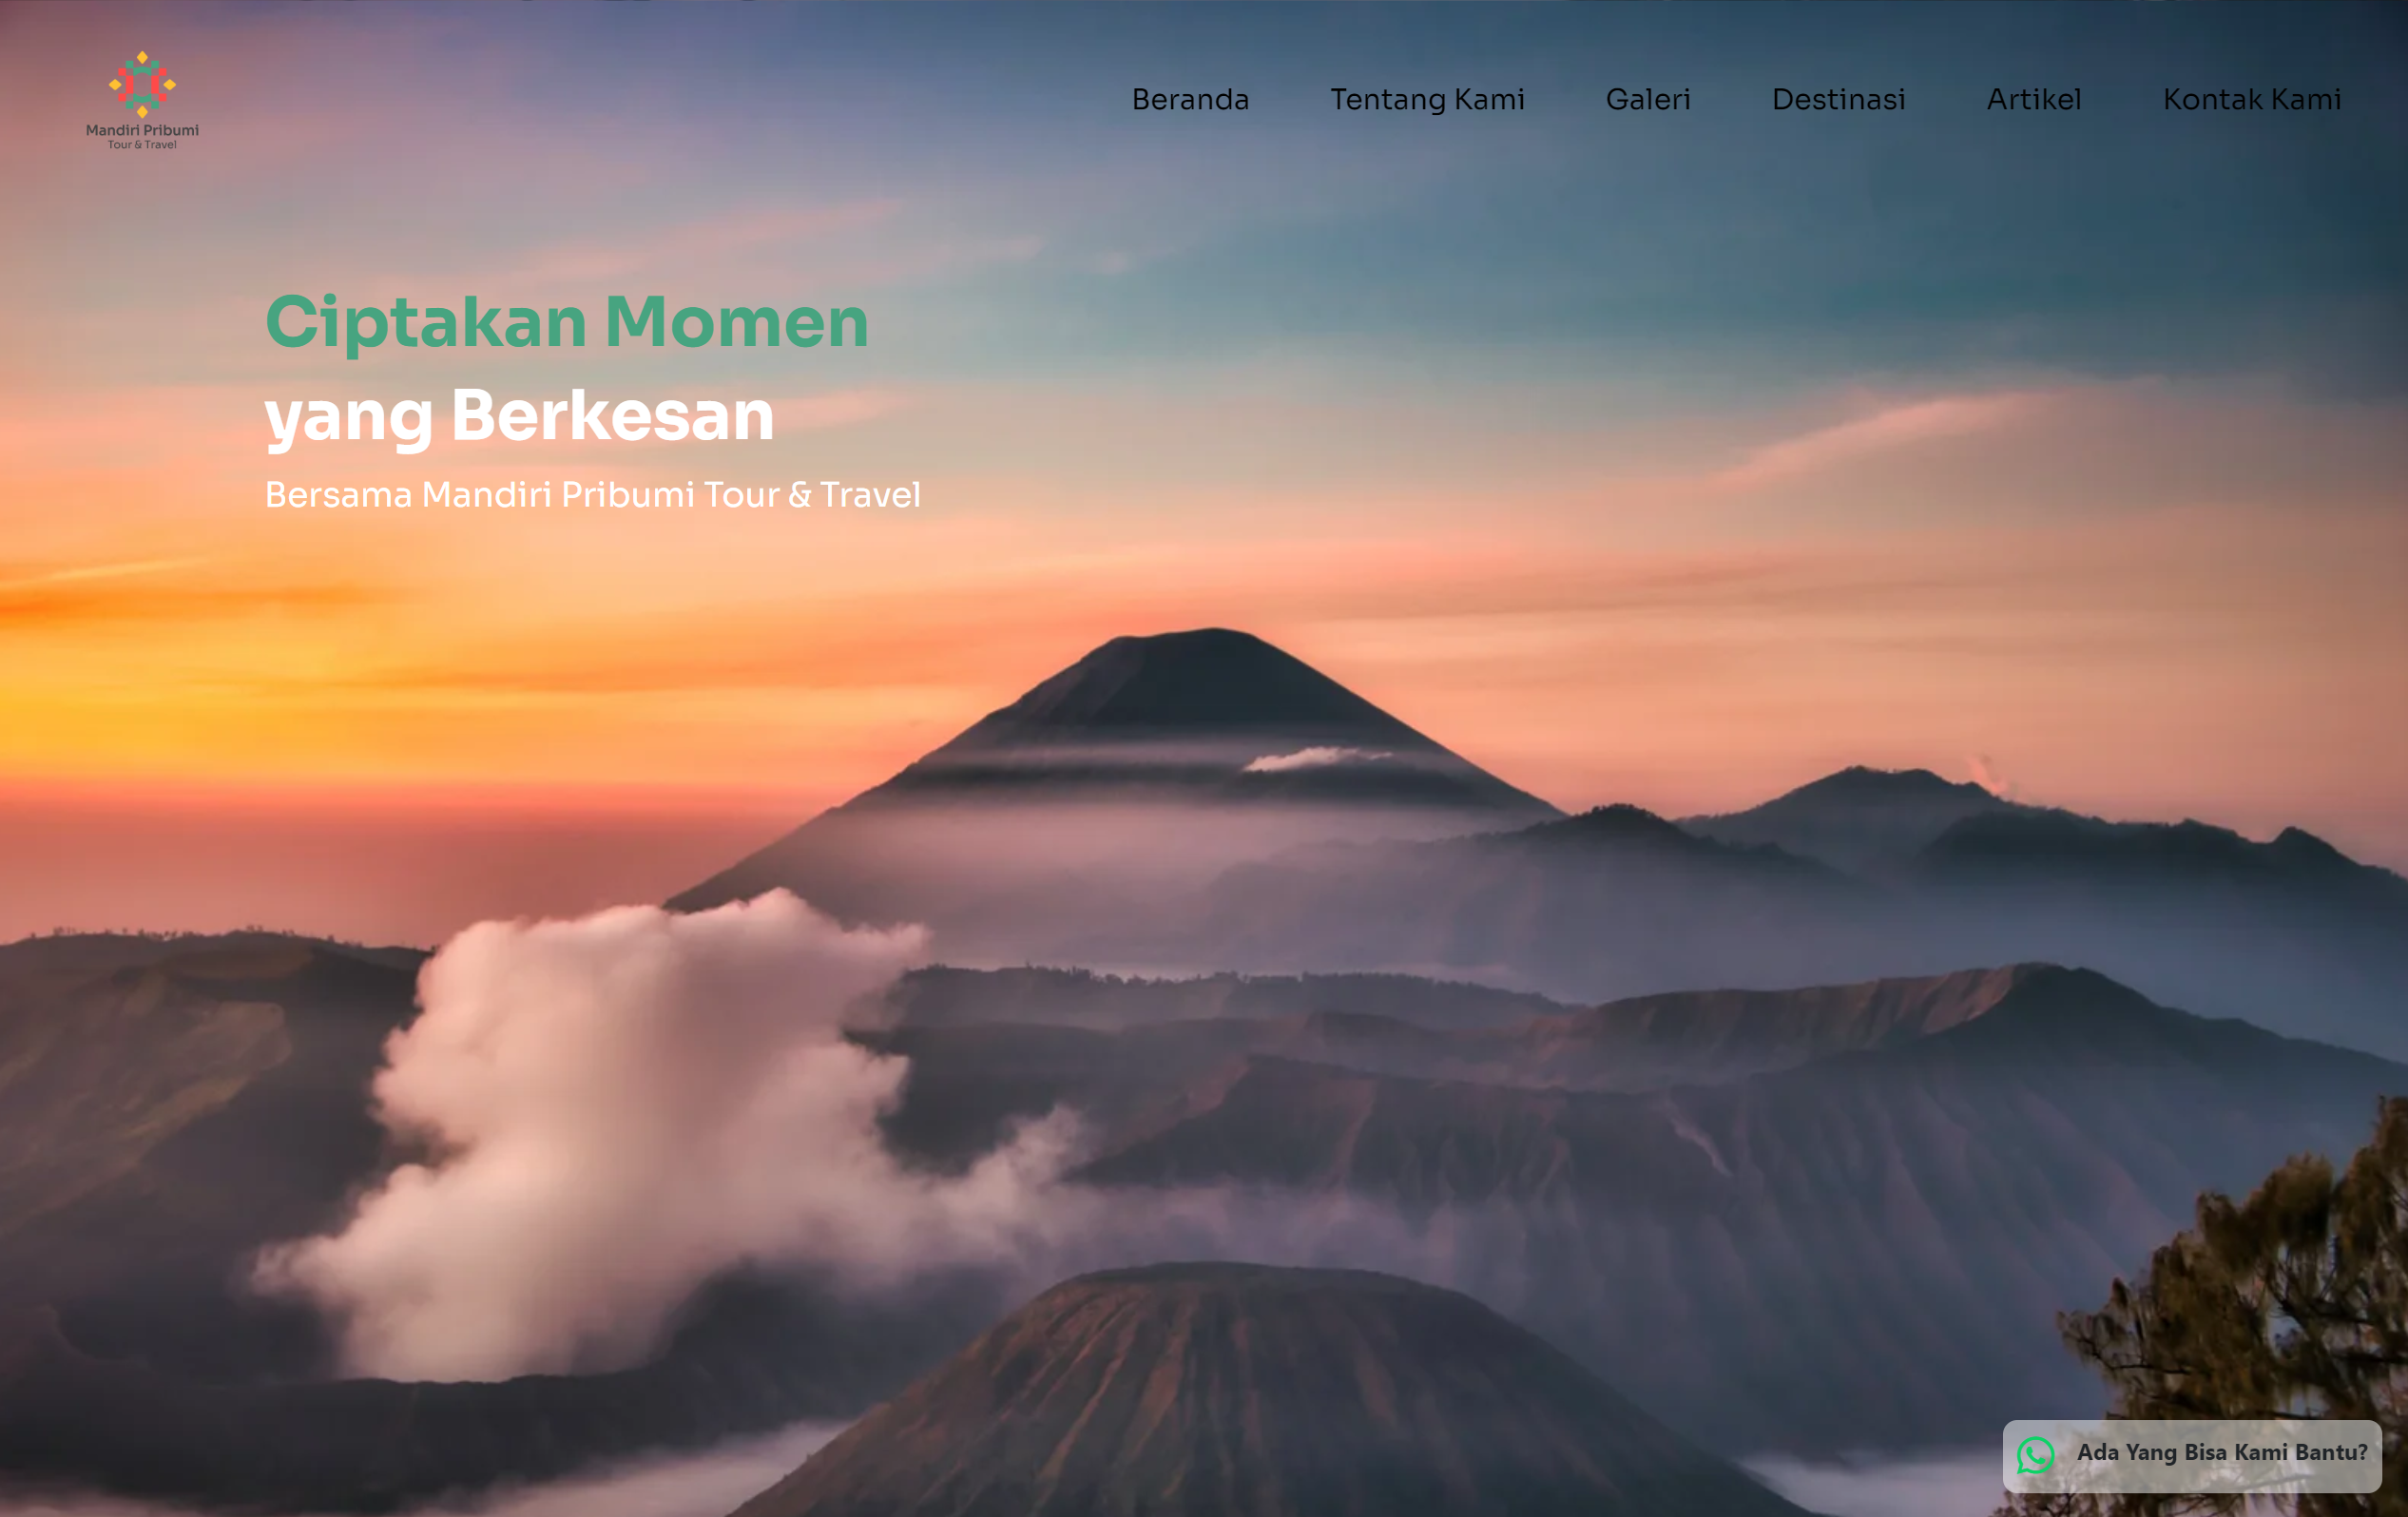 Mandiri Pribumi
Tour & Travel
Beranda
Tentang Kami
Galeri
Destinasi
Artikel
Kontak Kami
Ciptakan Momen
yang Berkesan
Bersama Mandiri Pribumi Tour & Travel
Ada Yang Bisa Kami Bantu?